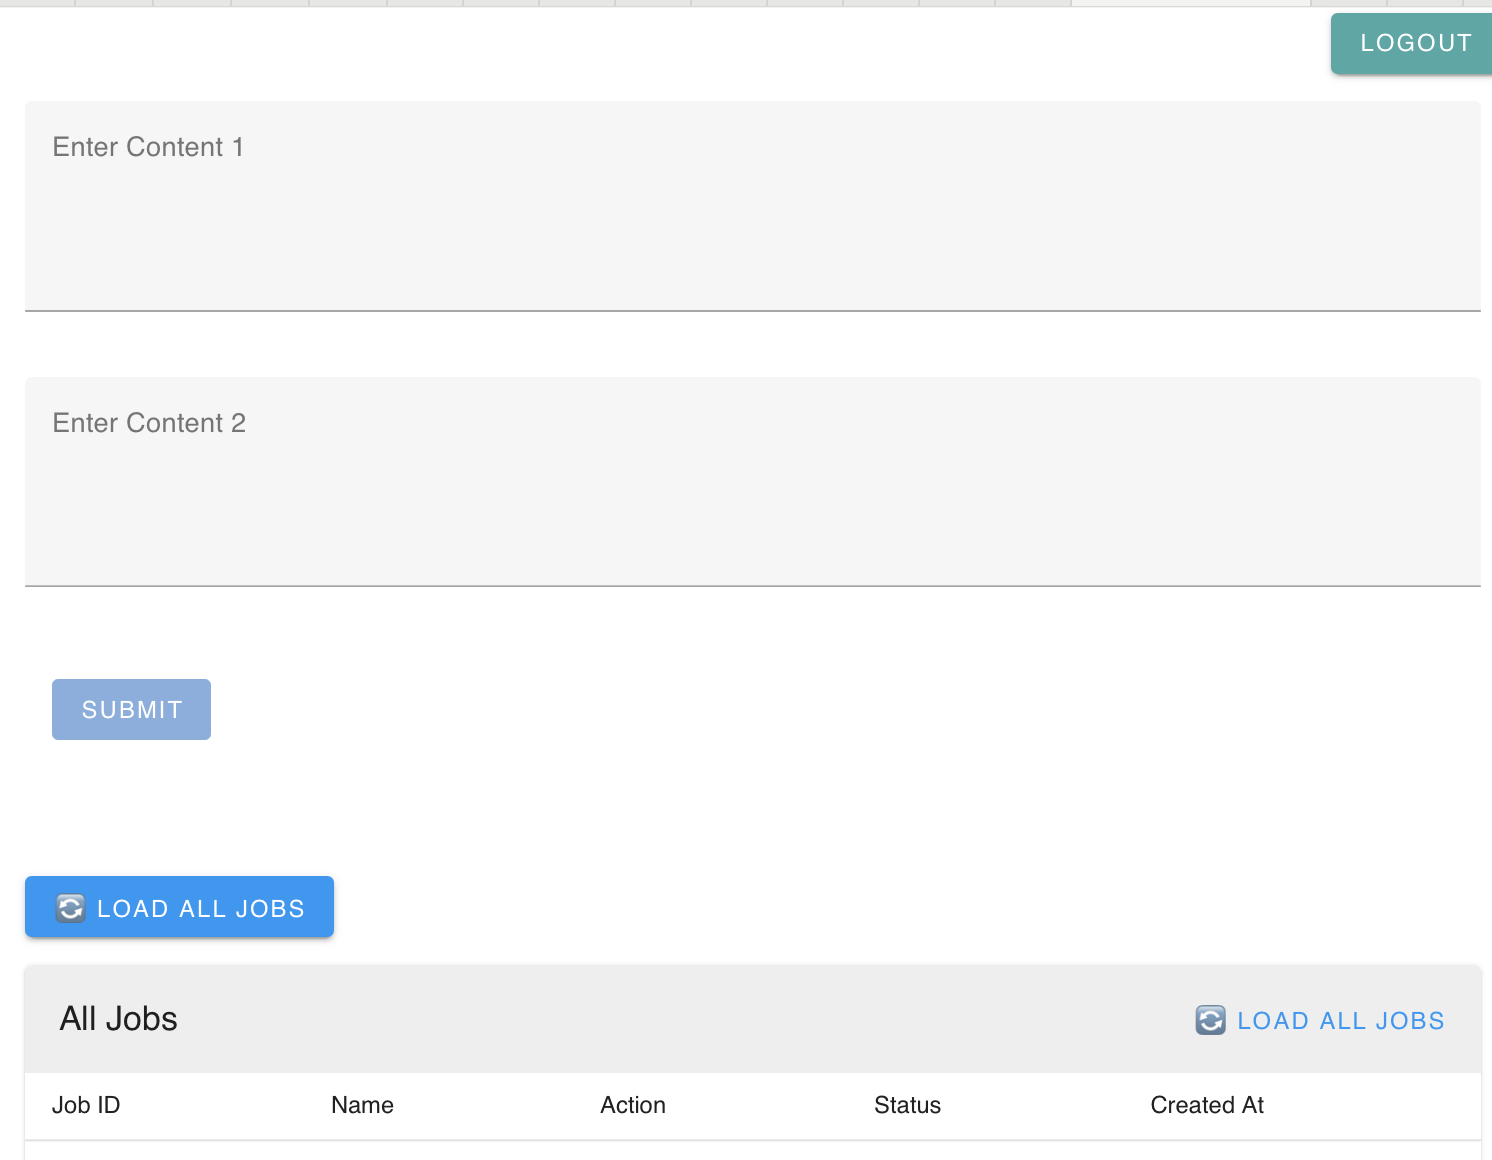 LOGOUT
Enter Content 1
Enter Content 2
SUBMIT
LOAD ALL JOBS
All Jobs
LOAD ALL JOBS
Job ID Name Action Status Created At